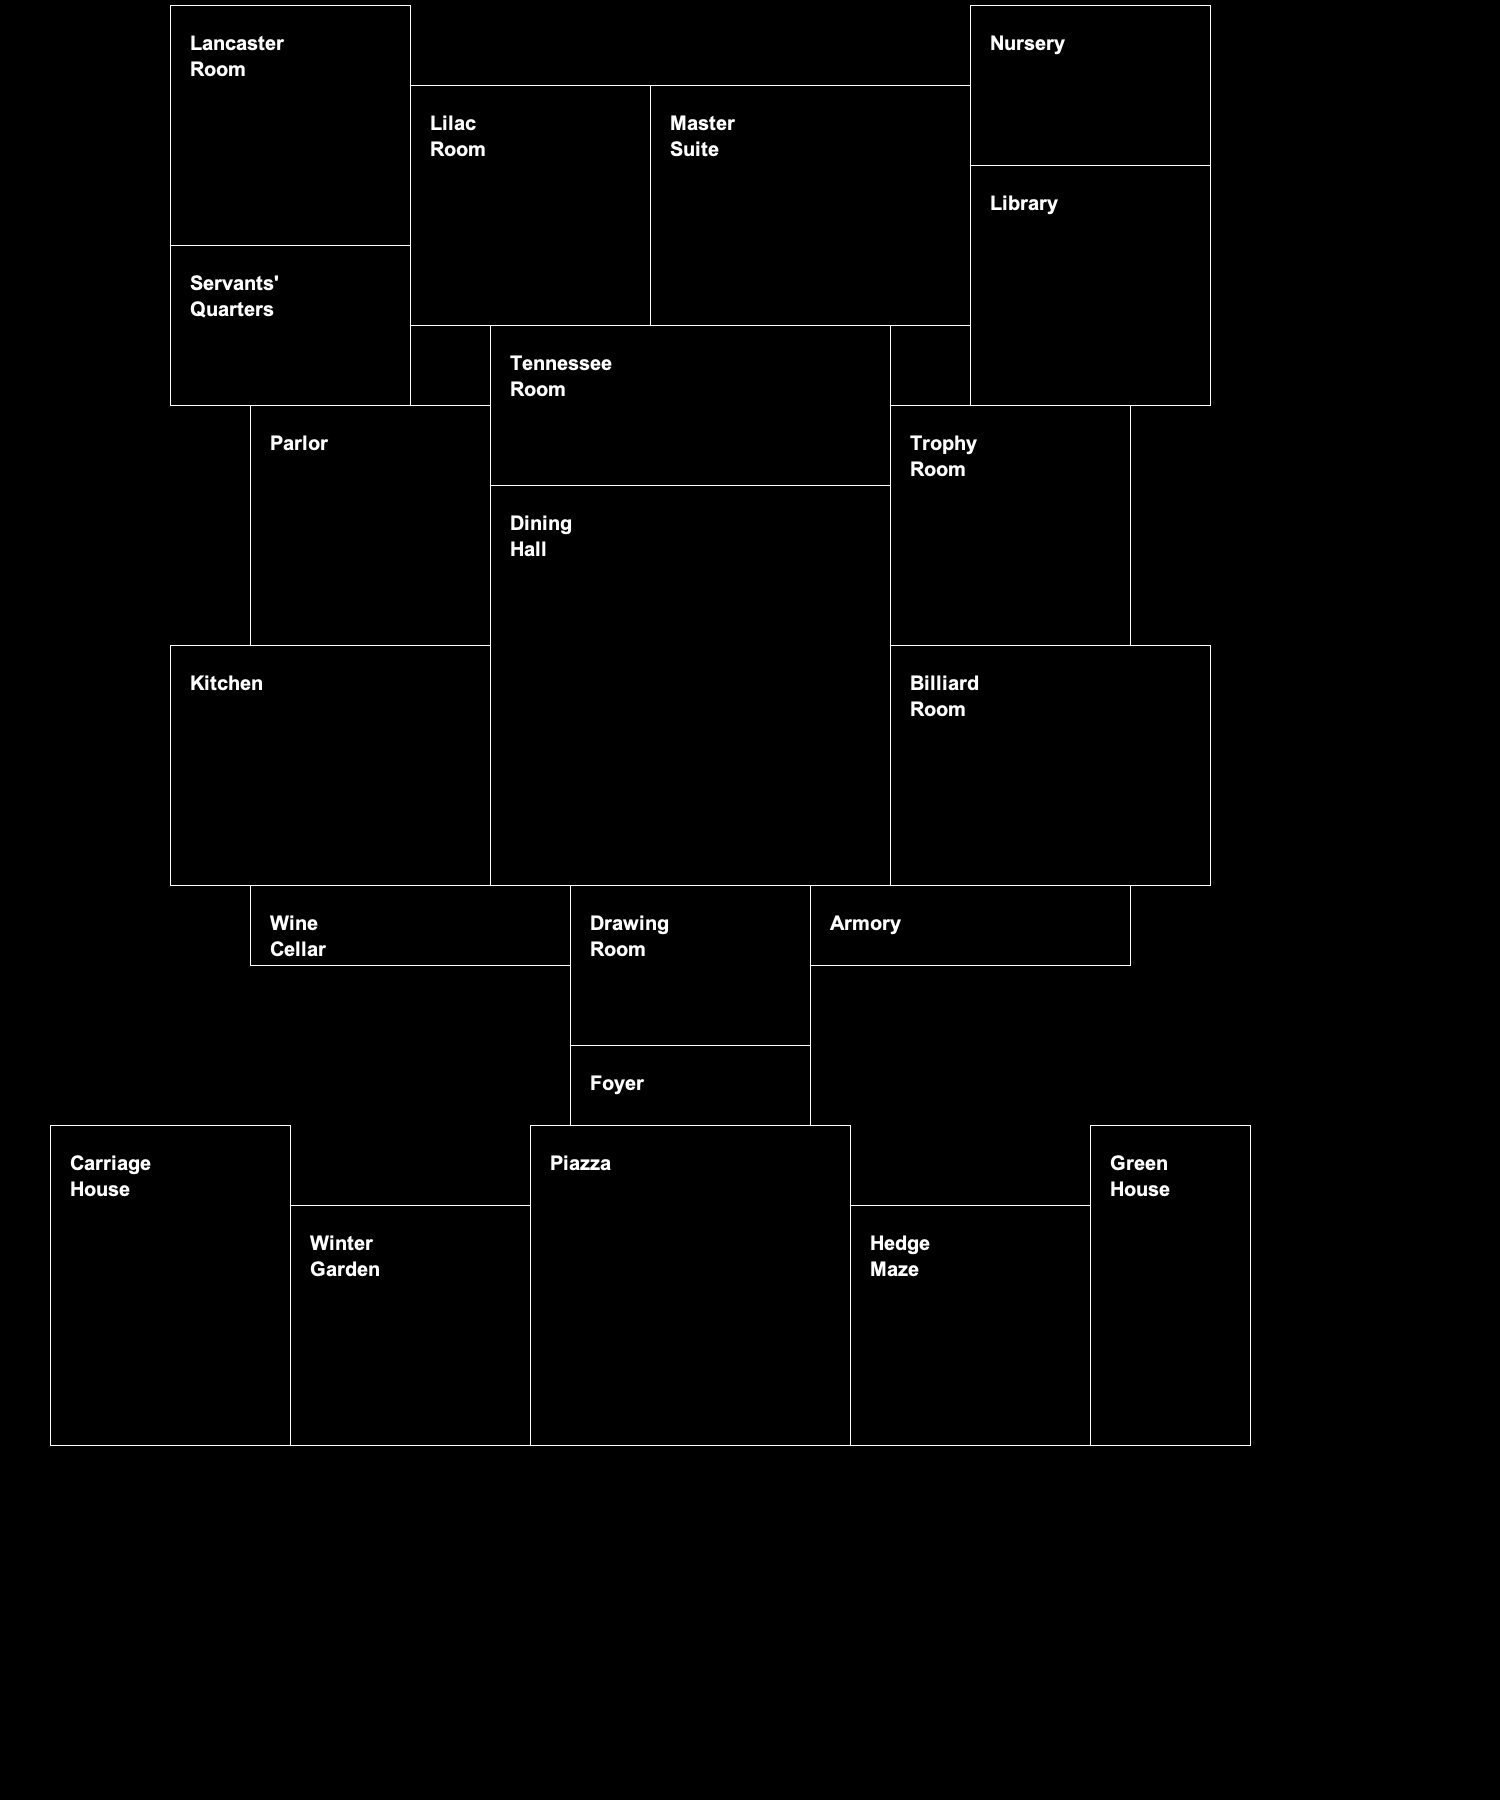 Lancaster
Room
Nursery
Lilac
Room
Master
Suite
Library
Servants'
Quarters
Tennessee
Room
Parlor
Trophy
Room
Dining
Hall
Kitchen
Billiard
Room
Wine
Cellar
Drawing
Room
Armory
Foyer
Carriage
House
Piazza
Green
House
Winter
Garden
Hedge
Maze